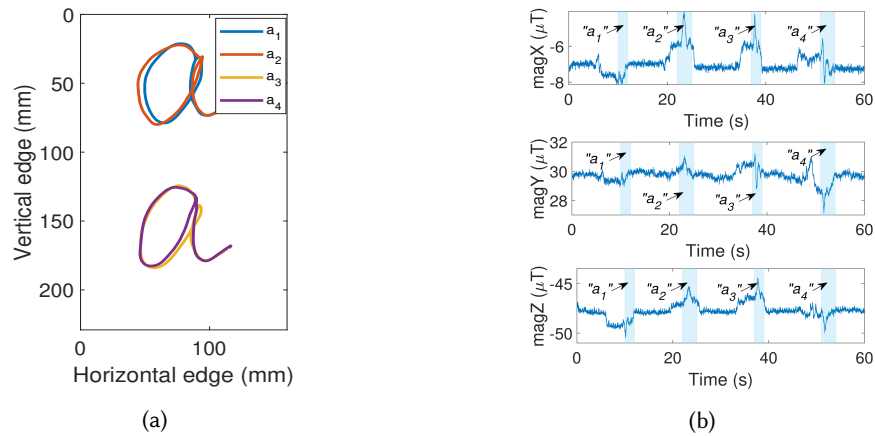 0
50
100
150
200
Vertical edge (mm)
0
100
Horizontal edge (mm)
a1
a2
a3
a4
(a)
magX (μT)
-6
-8
"a1"
"a2"
"a3"
"a4"
0
20
40
60
Time (s)
magY (μT)
32
30
28
"a1"
"a2"
"a3"
"a4"
0
20
40
60
Time (s)
magZ (μT)
-45
-50
"a1"
"a2"
"a3"
"a4"
0
20
40
60
Time (s)
(b)